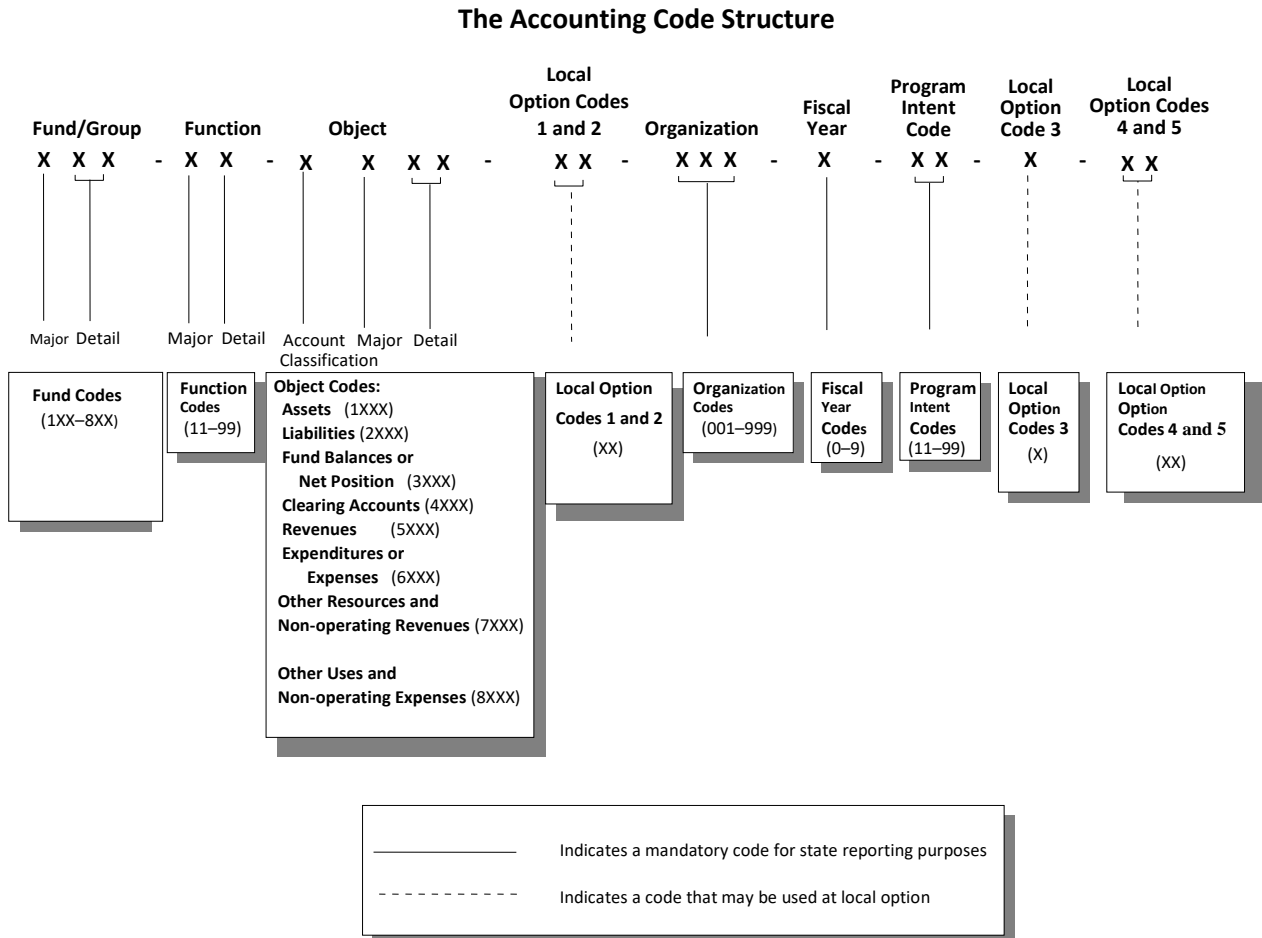 The Accounting Code Structure
Fund/Group
Function
Object
Local
Option Codes
1 and 2
Organization
Fiscal
Year
Program
Intent
Code
Local
Option
Code 3
Local
Option Codes
4 and 5
X X X - X X - X X X X - X X - X X X - X - X X - X - X X
Major Detail
Major Detail
Account Major Detail
Classification
Fund Codes
(1XX–8XX)
Function
Codes
(11–99)
Object Codes:
Assets (1XXX)
Liabilities (2XXX)
Fund Balances or
Net Position (3XXX)
Clearing Accounts (4XXX)
Revenues (5XXX)
Expenditures or
Expenses (6XXX)
Other Resources and
Non-operating Revenues (7XXX)
Other Uses and
Non-operating Expenses (8XXX)
Local Option
Codes 1 and 2
(XX)
Organization
Codes
(001–999)
Fiscal
Year
Codes
(0–9)
Program
Intent
Codes
(11–99)
Local
Option
Codes 3
(X)
Local Option
Option
Codes 4 and 5
(XX)
Indicates a mandatory code for state reporting purposes
Indicates a code that may be used at local option